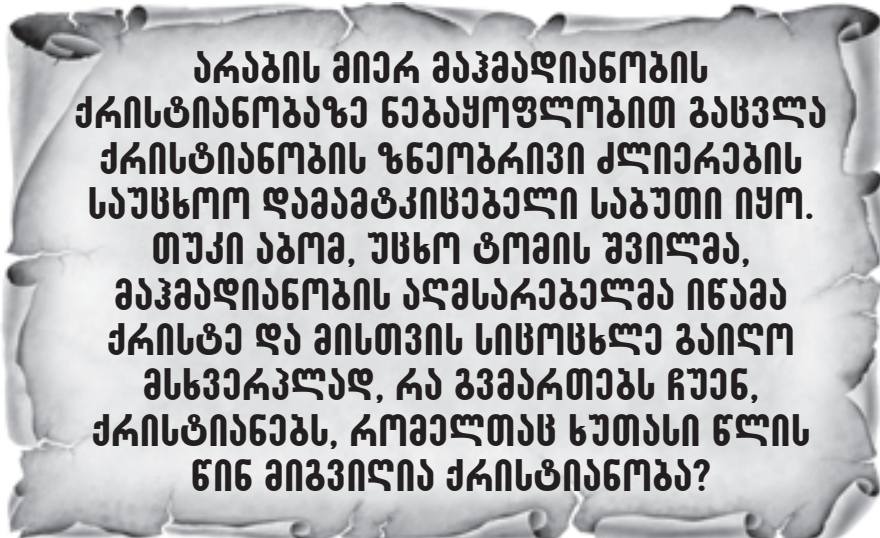 არაბის მიერ მაჰმადიანობის
ქრისტიანობაზე ნებაყოფლობით გაცვლა
ქრისტიანობის ზნეობრივი ძლიერების
საუცხოო დამამტკიცებელი საბუთი იყო.
თუკი აბომ, უცხო ტომის შვილმა,
მაჰმადიანობის აღმსარებელმა იწამა
ქრისტე და მისთვის სიცოცხლე გაიღო
მსხვერპლად, რა გვმართებს ჩუენ,
ქრისტიანებს, რომელთაც ხუთასი წლის
წინ მიგვიღია ქრისტიანობა?